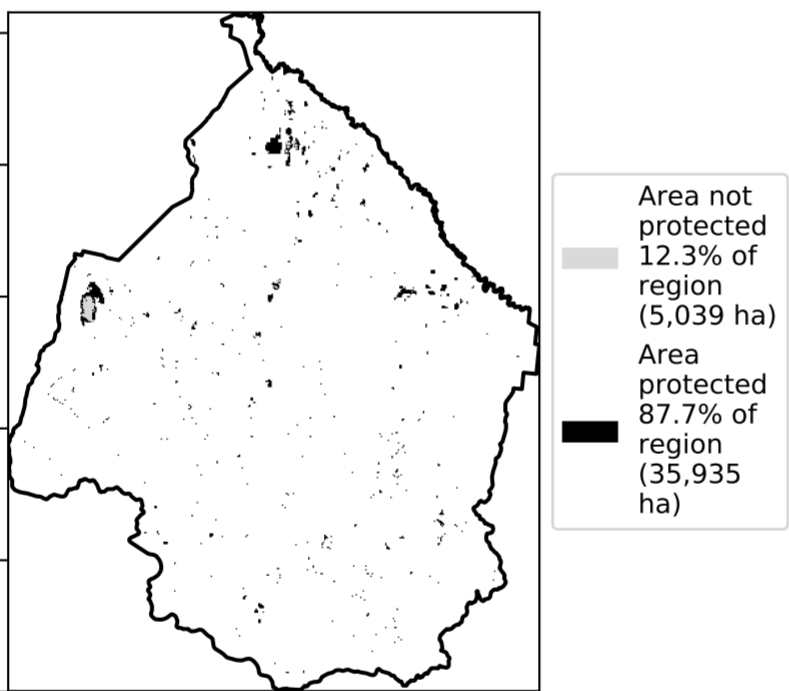 Area not
protected
12.3% of
region
(5,039 ha)
Area
protected
87.7% of
region
(35,935
ha)